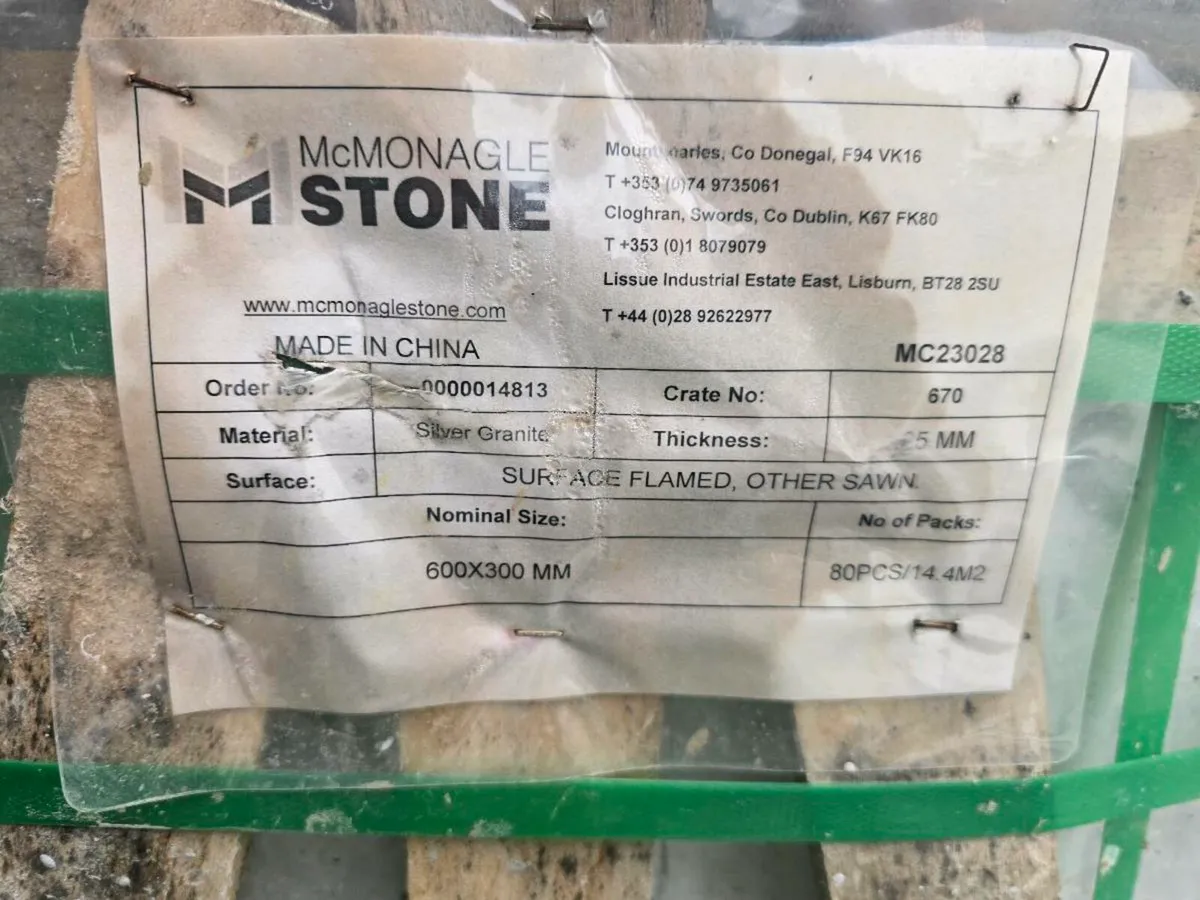 McMONAGLE
STONE
Mountcharles, Co Donegal, F94 VK16
T +353 (0)74 9735061
Cloghran, Swords, Co Dublin, K67 FK80
T +353 (0)1 8079079
Lissue Industrial Estate East, Lisburn, BT28 2SU
T +44 (0)28 92622977
www.mcmonaglestone.com
MADE IN CHINA
MC23028
Order No: 0000014813 Crate No: 670
Material: Silver Granite Thickness: MM
Surface: SURFACE FLAMED, OTHER SAWN.
Nominal Size: No of Packs:
600X300 MM 80PCS/14.4M2